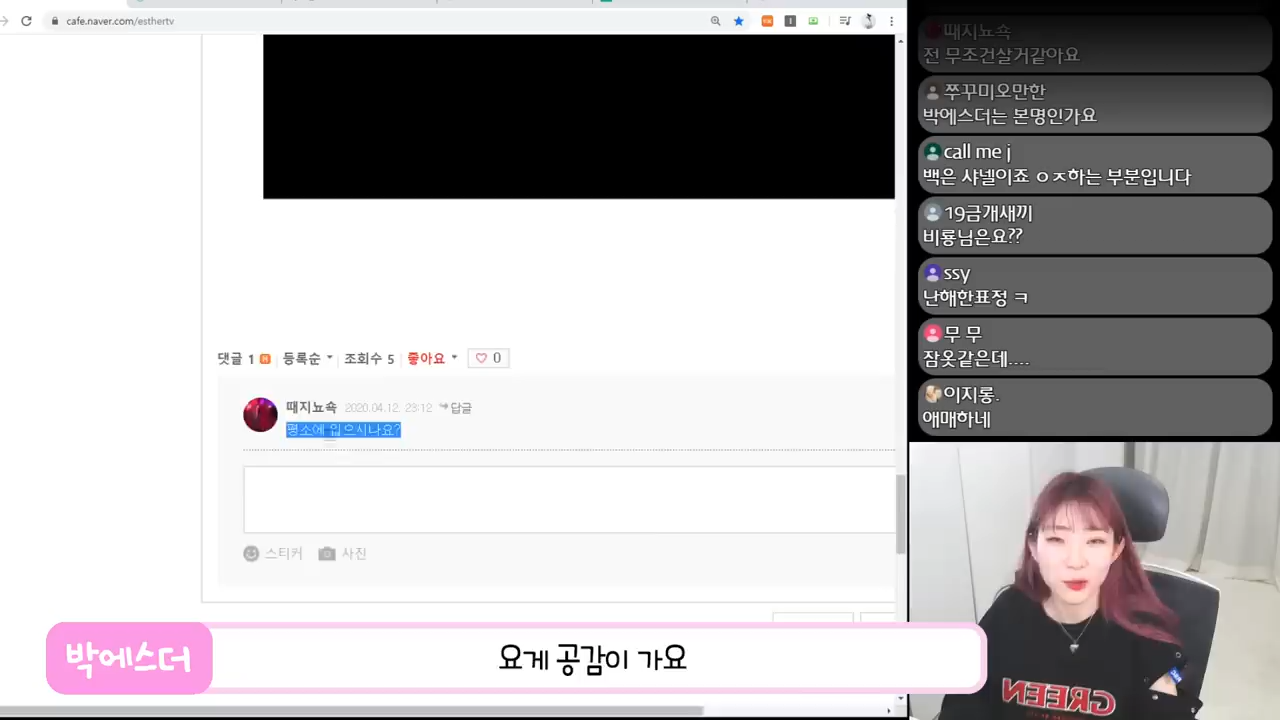 cafe.naver.com/esthertv
댓글 1
등록순
조회수 5
좋아요
0
때지뇨쇽 2020.04.12. 23:12 답글
평소에 입으시나요?
스티커
사진
때지뇨쇽
전 무조건살거같아요
쭈꾸미오만한
박에스더는 본명인가요
call me j
백은 샤넬이죠 ㅇㅈ하는 부분입니다
19금개새끼
비룡님은요??
ssy
난해한표정 ㅋ
무 무
잠옷같은데....
이지롱.
애매하네
GREEN
박에스더
요게 공감이 가요